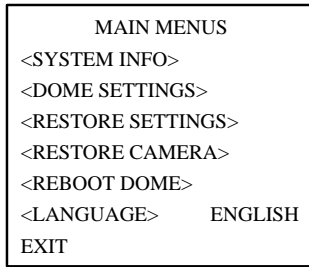 MAIN MENUS
<SYSTEM INFO>
<DOME SETTINGS>
<RESTORE SETTINGS>
<RESTORE CAMERA>
<REBOOT DOME>
<LANGUAGE> ENGLISH
EXIT